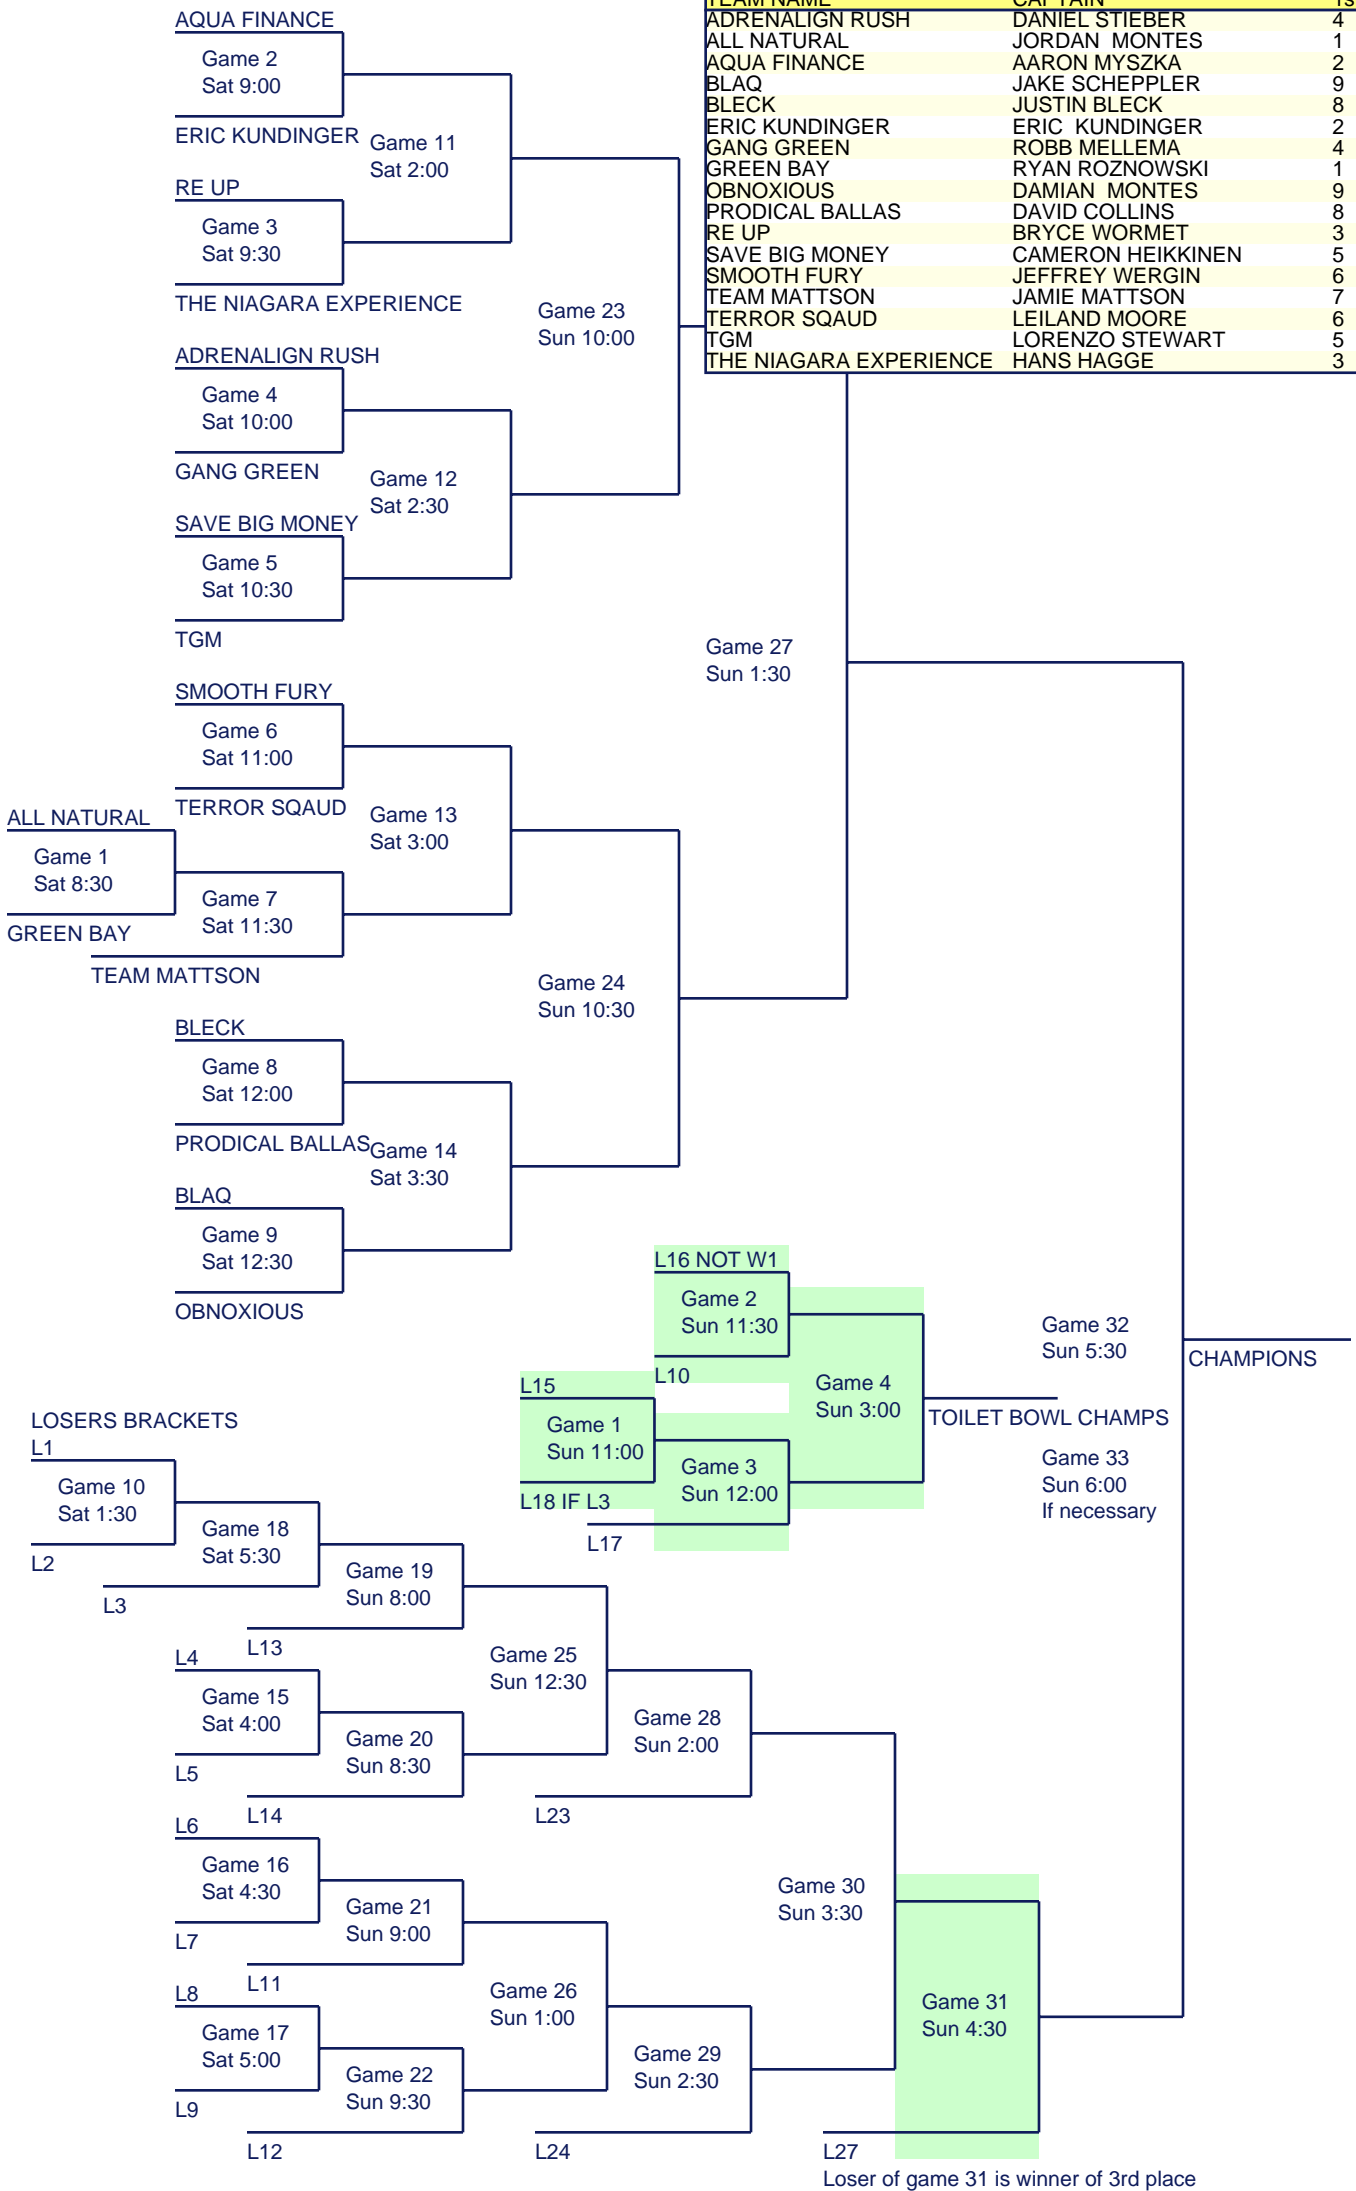 TEAM NAME CAPTAIN
ADRENALIGN RUSH DANIEL STIEBER 4
ALL NATURAL JORDAN MONTES 1
AQUA FINANCE AARON MYSZKA 2
BLAQ JAKE SCHEPPLER 9
BLECK JUSTIN BLECK 8
ERIC KUNDINGER ERIC KUNDINGER 2
GANG GREEN ROBB MELLEMA 4
GREEN BAY RYAN ROZNOWSKI 1
OBNOXIOUS DAMIAN MONTES 9
PRODICAL BALLAS DAVID COLLINS 8
RE UP BRYCE WORMET 3
SAVE BIG MONEY CAMERON HEIKKINEN 5
SMOOTH FURY JEFFREY WERGIN 6
TEAM MATTSON JAMIE MATTSON 7
TERROR SQAUD LEILAND MOORE 6
TGM LORENZO STEWART 5
THE NIAGARA EXPERIENCE HANS HAGGE 3
AQUA FINANCE
Game 2
Sat 9:00
ERIC KUNDINGER
Game 11
Sat 2:00
RE UP
Game 3
Sat 9:30
THE NIAGARA EXPERIENCE
Game 23
Sun 10:00
ADRENALIGN RUSH
Game 4
Sat 10:00
GANG GREEN
Game 12
Sat 2:30
SAVE BIG MONEY
Game 5
Sat 10:30
TGM
Game 27
Sun 1:30
SMOOTH FURY
Game 6
Sat 11:00
TERROR SQAUD
Game 13
Sat 3:00
ALL NATURAL
Game 1
Sat 8:30
GREEN BAY
Game 7
Sat 11:30
TEAM MATTSON
Game 24
Sun 10:30
BLECK
Game 8
Sat 12:00
PRODICAL BALLAS
Game 14
Sat 3:30
BLAQ
Game 9
Sat 12:30
OBNOXIOUS
L16 NOT W1
Game 2
Sun 11:30
L10
Game 32
Sun 5:30
CHAMPIONS
L15
Game 1
Sun 11:00
L18 IF L3
Game 4
Sun 3:00
TOILET BOWL CHAMPS
Game 3
Sun 12:00
L17
Game 33
Sun 6:00
If necessary
LOSERS BRACKETS
L1
Game 10
Sat 1:30
L2
Game 18
Sat 5:30
L3
Game 19
Sun 8:00
L13
Game 25
Sun 12:30
L4
Game 15
Sat 4:00
L5
Game 20
Sun 8:30
L14
Game 28
Sun 2:00
L23
L6
Game 16
Sat 4:30
L7
Game 21
Sun 9:00
L11
Game 30
Sun 3:30
Game 26
Sun 1:00
L8
Game 17
Sat 5:00
L9
Game 22
Sun 9:30
L12
Game 29
Sun 2:30
L24
Game 31
Sun 4:30
L27
Loser of game 31 is winner of 3rd place